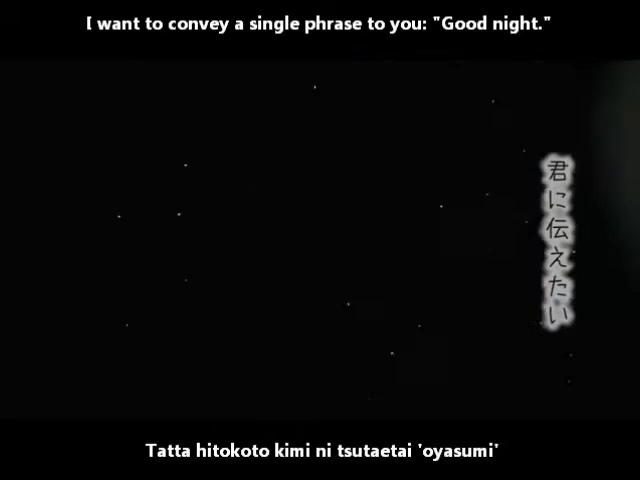 I want to convey a single phrase to you: "Good night."
君に伝えたい
Tatta hitokoto kimi ni tsutaetai 'oyasumi'